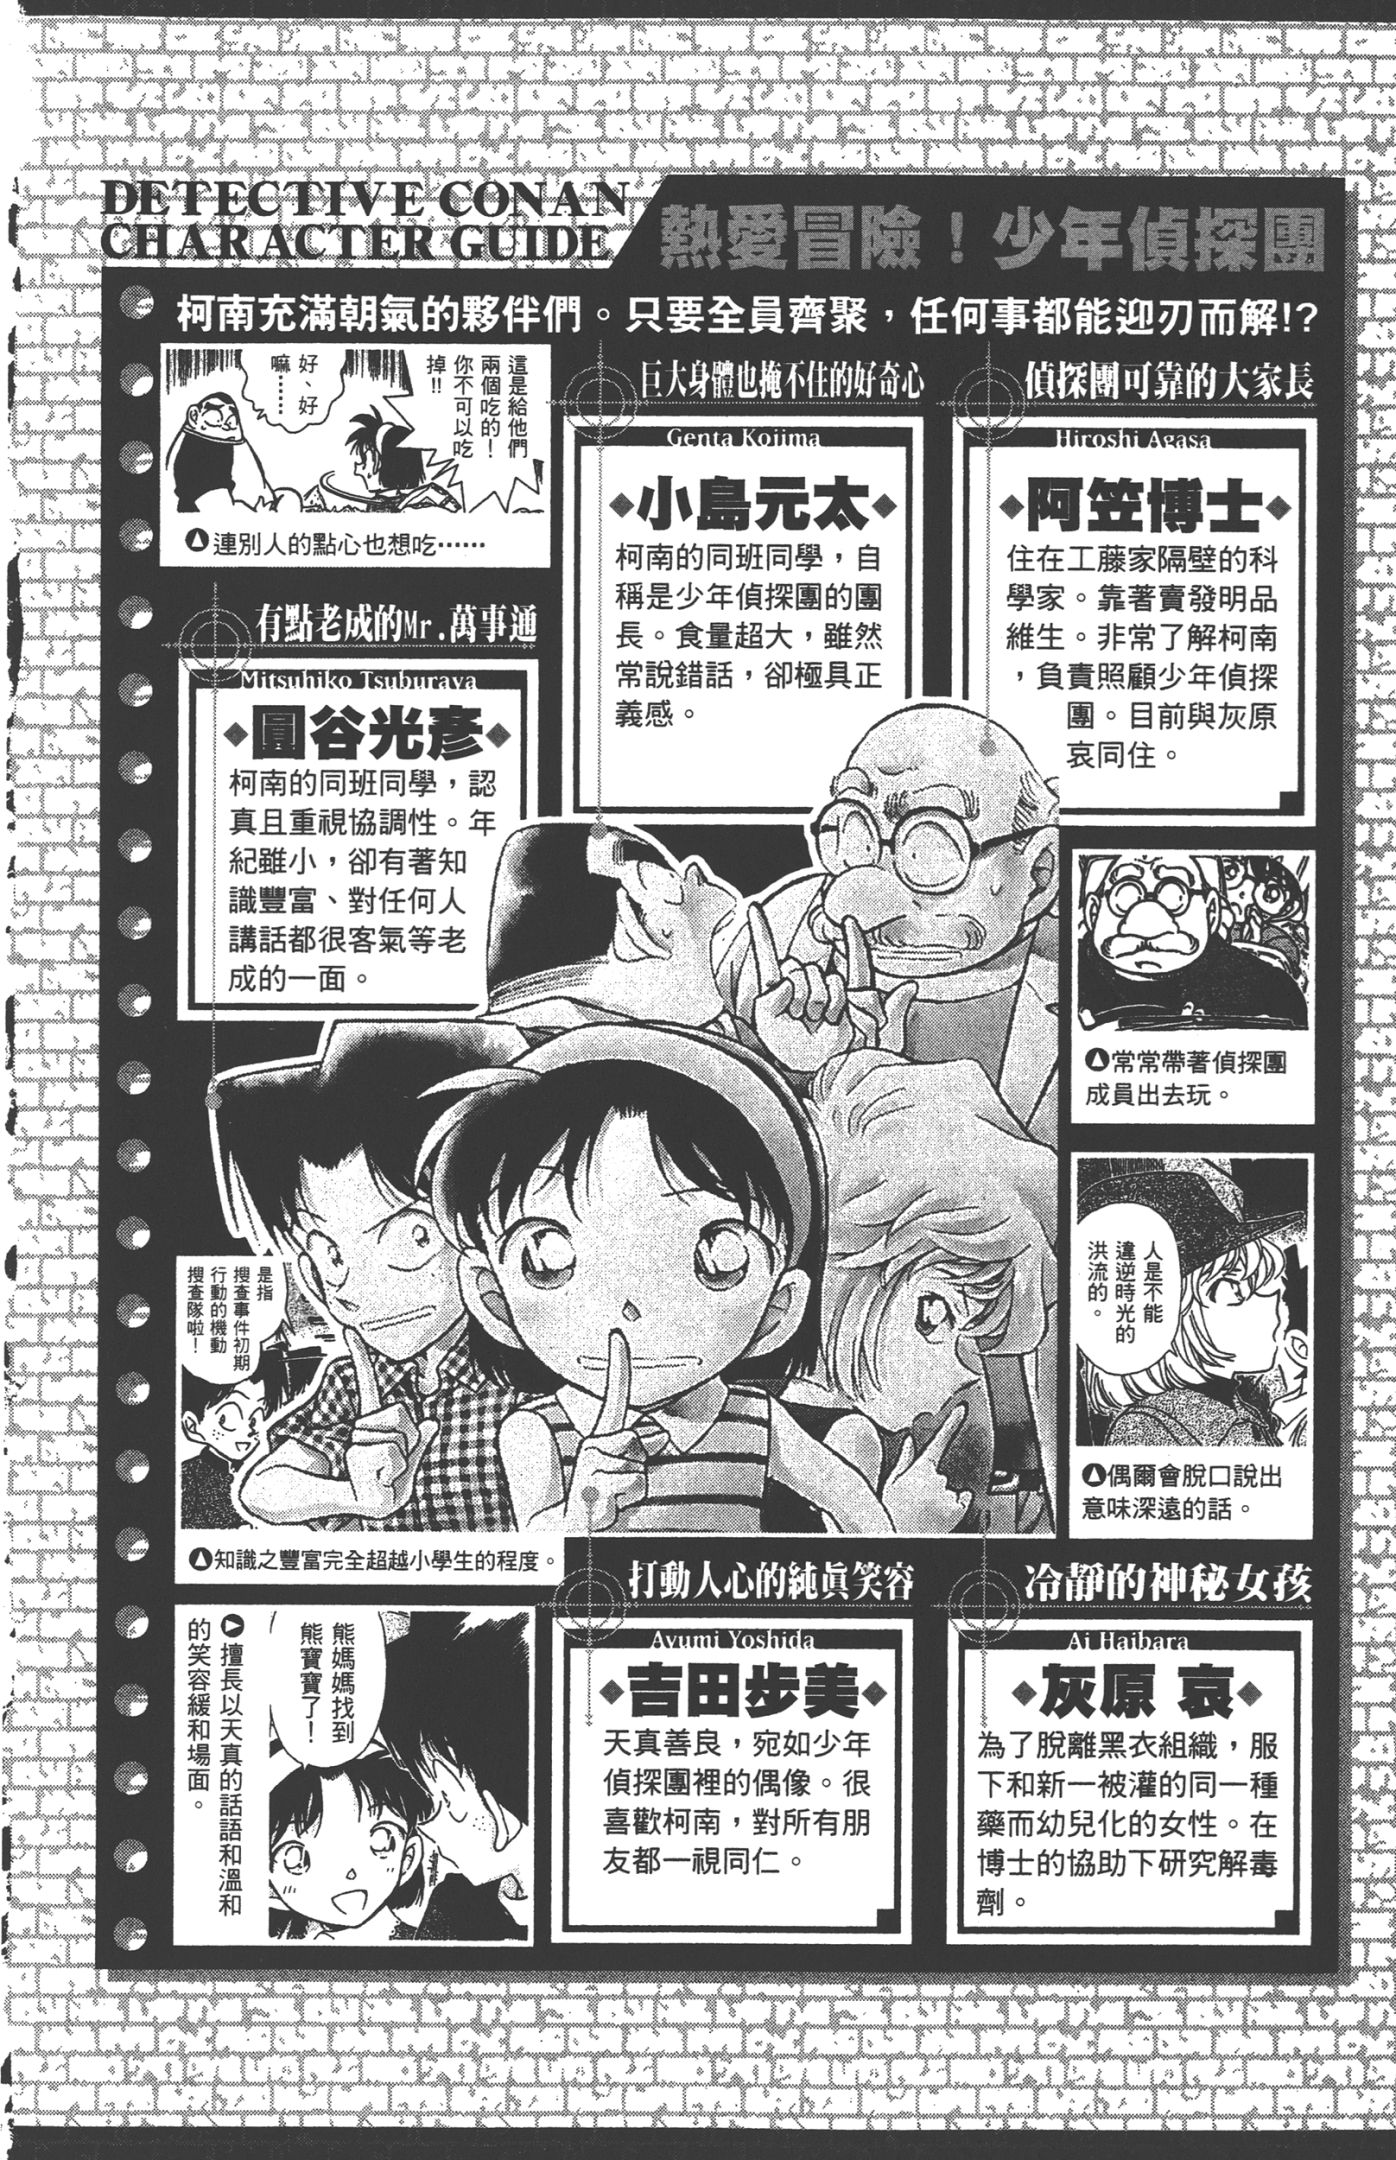 DETECTIVE CONAN
CHARACTER GUIDE
熱愛冒險！少年偵探團
柯南充滿朝氣的夥伴們。只要全員齊聚，任何事都能迎刃而解!?
這是給他們
兩個吃的！
你不可以吃
掉!!
好、好
嘛……
連別人的點心也想吃……
巨大身體也掩不住的好奇心
Genta Kojima
小島元太
柯南的同班同學，自
稱是少年偵探團的團
長。食量超大，雖然
常說錯話，卻極具正
義感。
偵探團可靠的大家長
Hiroshi Agasa
阿笠博士
住在工藤家隔壁的科
學家。靠著賣發明品
維生。非常了解柯南
，負責照顧少年偵探
團。目前與灰原
哀同住。
有點老成的Mr.萬事通
Mitsuhiko Tsuburaya
圓谷光彥
柯南的同班同學，認
真且重視協調性。年
紀雖小，卻有著知
識豐富、對任何人
講話都很客氣等老
成的一面。
常常帶著偵探團
成員出去玩。
人是不能
違逆時光的
洪流的。
偶爾會脫口說出
意味深遠的話。
是指
搜查事件初期
行動的機動
搜查隊啦！
知識之豐富完全超越小學生的程度。
熊媽媽找到
熊寶寶了！
擅長以天真的話語和溫和
的笑容緩和場面。
打動人心的純真笑容
Ayumi Yoshida
吉田步美
天真善良，宛如少年
偵探團裡的偶像。很
喜歡柯南，對所有朋
友都一視同仁。
冷靜的神秘女孩
Ai Haibara
灰原 哀
為了脫離黑衣組織，服
下和新一被灌的同一種
藥而幼兒化的女性。在
博士的協助下研究解毒
劑。